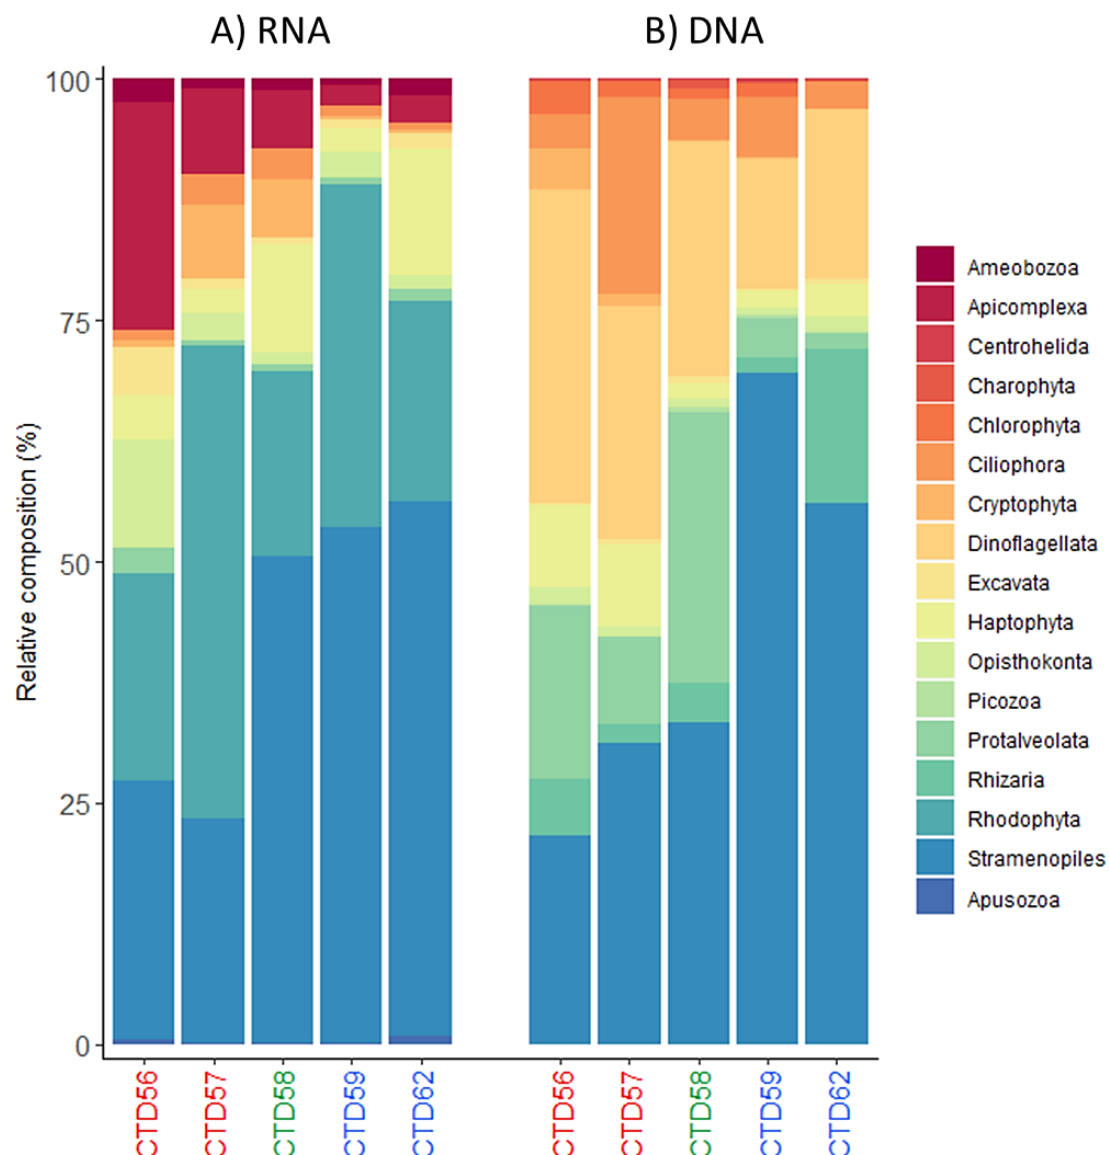 A) RNA
B) DNA
Relative composition (%)
100
75
50
25
0
CTD56
CTD57
CTD58
CTD59
CTD62
CTD56
CTD57
CTD58
CTD59
CTD62
Ameobozoa
Apicomplexa
Centrohelida
Charophyta
Chlorophyta
Ciliophora
Cryptophyta
Dinoflagellata
Excavata
Haptophyta
Opisthokonta
Picozoa
Protalveolata
Rhizaria
Rhodophyta
Stramenopiles
Apusozoa